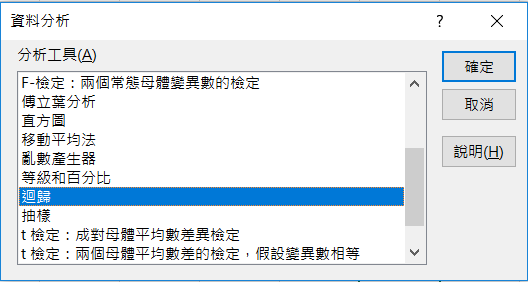 資料分析
?
分析工具(A)
F-檢定：兩個常態母體變異數的檢定
傅立葉分析
直方圖
移動平均法
亂數產生器
等級和百分比
迴歸
抽樣
t 檢定：成對母體平均數差異檢定
t 檢定：兩個母體平均數差的檢定，假設變異數相等
確定
取消
說明(H)